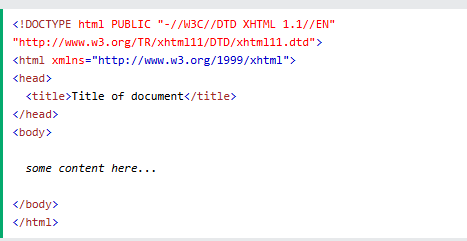 <!DOCTYPE html PUBLIC "-//W3C//DTD XHTML 1.1//EN"
"http://www.w3.org/TR/xhtml11/DTD/xhtml11.dtd">
<html xmlns="http://www.w3.org/1999/xhtml">
<head>
  <title>Title of document</title>
</head>
<body>

  some content here...

</body>
</html>